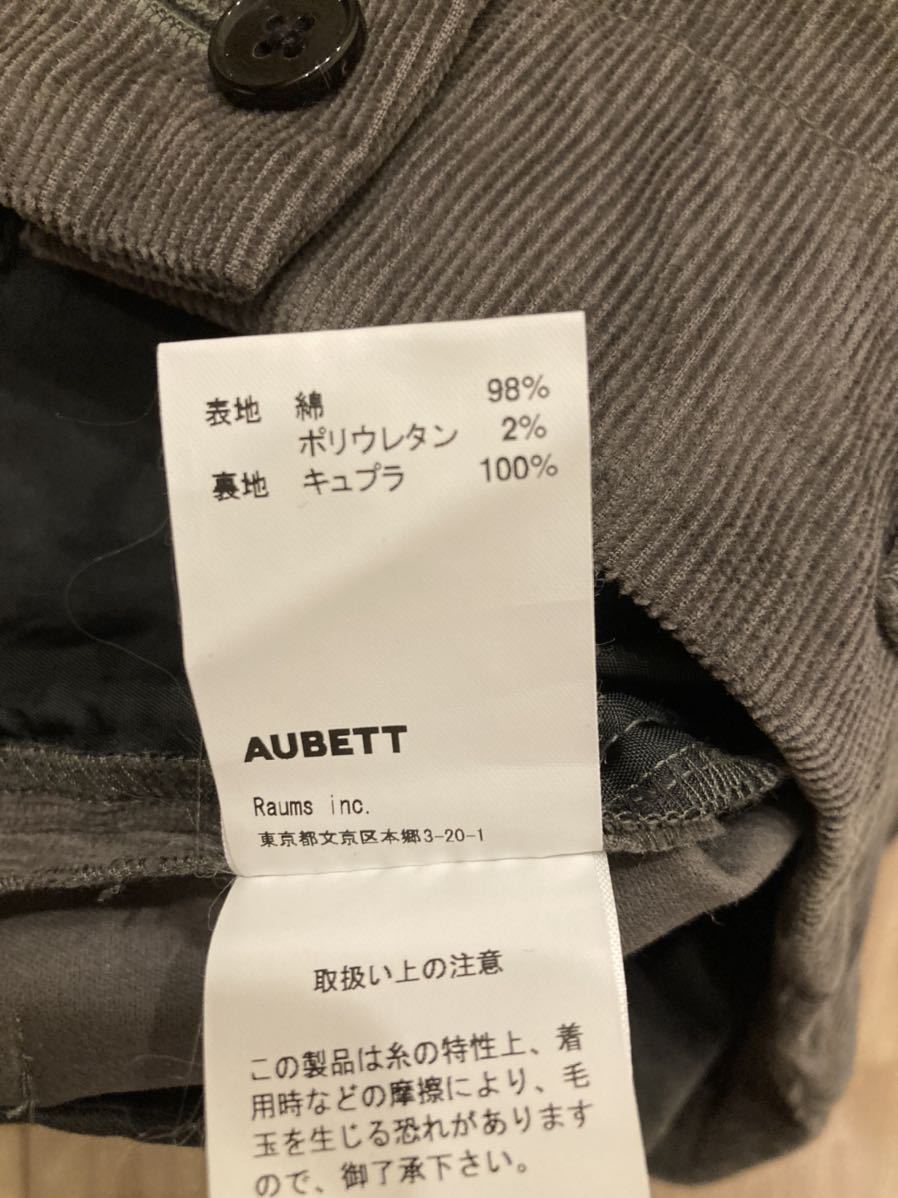 表地 綿 98%
ポリウレタン 2%
裏地 キュプラ 100%
AUBETT
Raums inc.
東京都文京区本郷3-20-1
取扱い上の注意
この製品は糸の特性上、着
用時などの摩擦により、毛
玉を生じる恐れがあります
ので、御了承下さい。